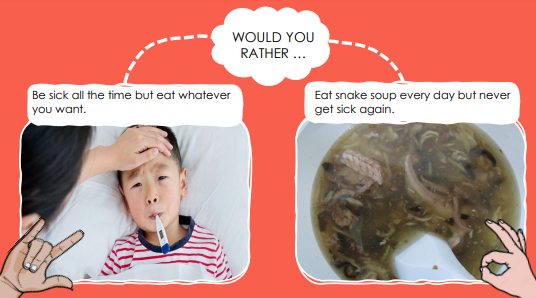 WOULD YOU
RATHER …
Be sick all the time but eat whatever
you want.
Eat snake soup every day but never
get sick again.